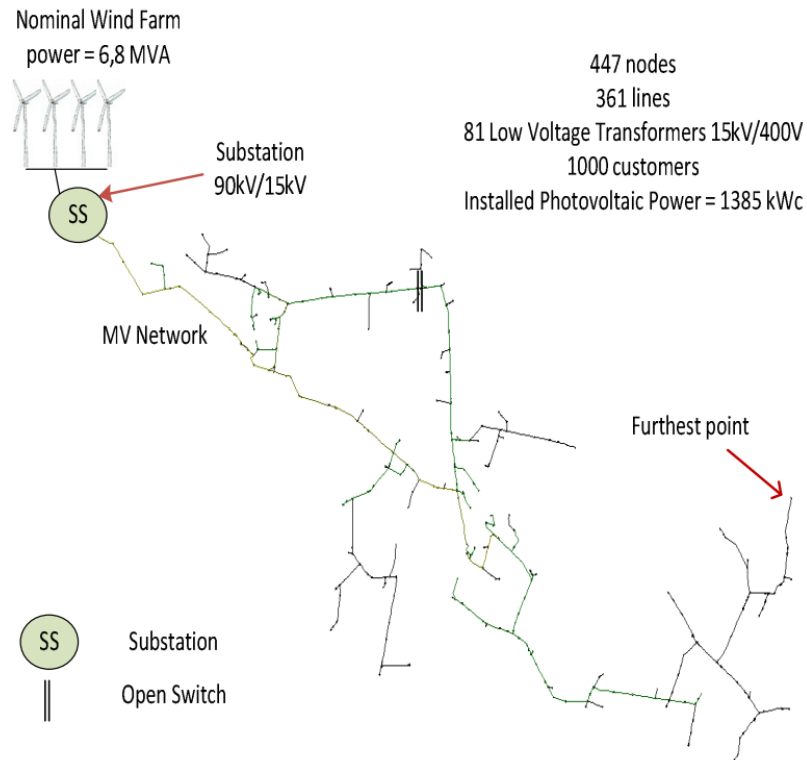 Nominal Wind Farm
power = 6,8 MVA
447 nodes
361 lines
81 Low Voltage Transformers 15kV/400V
1000 customers
Installed Photovoltaic Power = 1385 kWc
Substation
90kV/15kV
SS
MV Network
Furthest point
SS
Substation
Open Switch